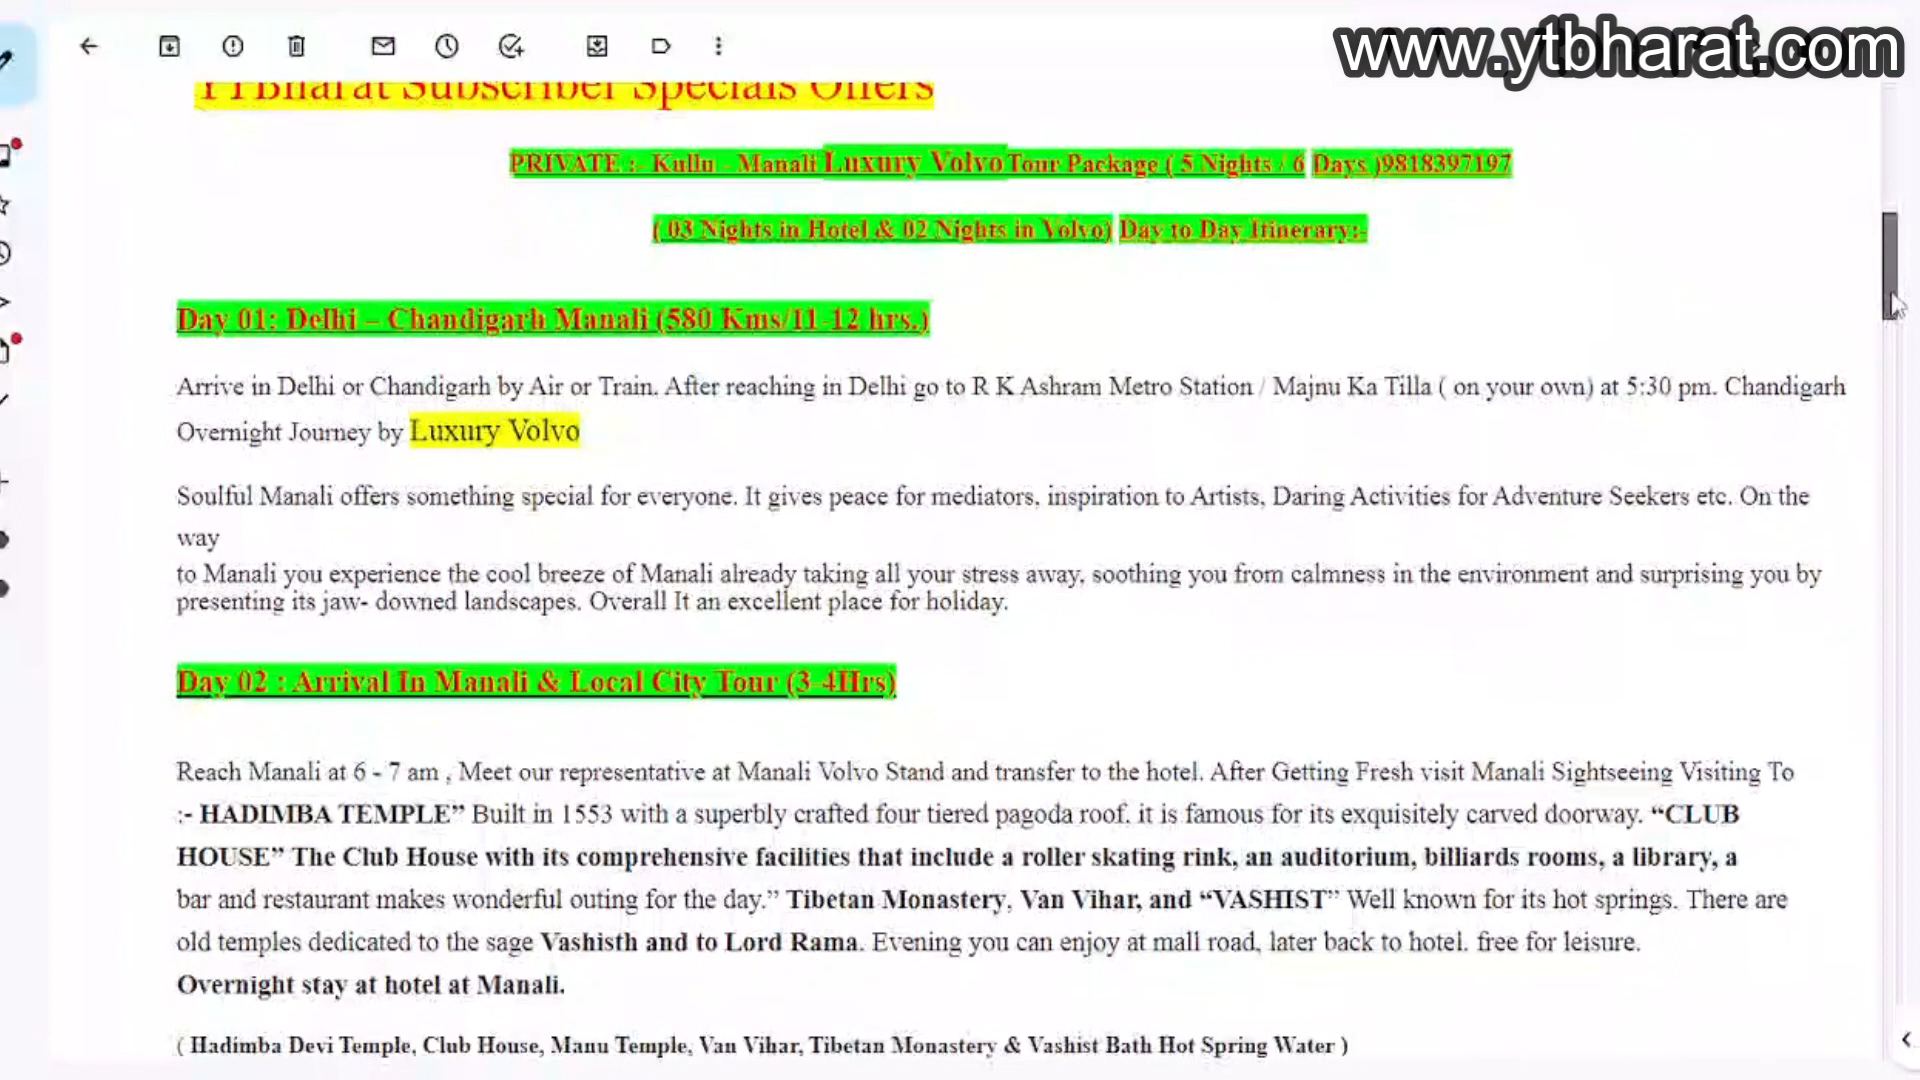 www.ytbharat.com
YTBharat Subscriber Specials Offers
PRIVATE :- Kullu - Manali Luxury Volvo Tour Package ( 5 Nights / 6 Days )9818397197
( 03 Nights in Hotel & 02 Nights in Volvo) Day to Day Itinerary:-
Day 01: Delhi – Chandigarh Manali (580 Kms/11-12 hrs.)
Arrive in Delhi or Chandigarh by Air or Train. After reaching in Delhi go to R K Ashram Metro Station / Majnu Ka Tilla ( on your own) at 5:30 pm. Chandigarh
Overnight Journey by Luxury Volvo
Soulful Manali offers something special for everyone. It gives peace for mediators, inspiration to Artists, Daring Activities for Adventure Seekers etc. On the
way
to Manali you experience the cool breeze of Manali already taking all your stress away, soothing you from calmness in the environment and surprising you by
presenting its jaw- downed landscapes. Overall It an excellent place for holiday.
Day 02 : Arrival In Manali & Local City Tour (3-4Hrs)
Reach Manali at 6 - 7 am , Meet our representative at Manali Volvo Stand and transfer to the hotel. After Getting Fresh visit Manali Sightseeing Visiting To
:- HADIMBA TEMPLE” Built in 1553 with a superbly crafted four tiered pagoda roof. it is famous for its exquisitely carved doorway. “CLUB
HOUSE” The Club House with its comprehensive facilities that include a roller skating rink, an auditorium, billiards rooms, a library, a
bar and restaurant makes wonderful outing for the day.” Tibetan Monastery, Van Vihar, and “VASHIST” Well known for its hot springs. There are
old temples dedicated to the sage Vashisth and to Lord Rama. Evening you can enjoy at mall road, later back to hotel. free for leisure.
Overnight stay at hotel at Manali.
( Hadimba Devi Temple, Club House, Manu Temple, Van Vihar, Tibetan Monastery & Vashist Bath Hot Spring Water )